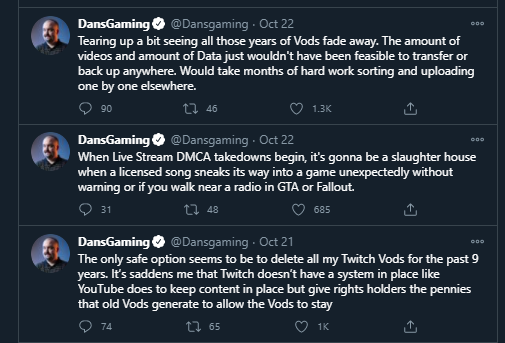 DansGaming @Dansgaming · Oct 22
Tearing up a bit seeing all those years of Vods fade away. The amount of
videos and amount of Data just wouldn't have been feasible to transfer or
back up anywhere. Would take months of hard work sorting and uploading
one by one elsewhere.
90 46 1.3K
DansGaming @Dansgaming · Oct 22
When Live Stream DMCA takedowns begin, it's gonna be a slaughter house
when a licensed song sneaks its way into a game unexpectedly without
warning or if you walk near a radio in GTA or Fallout.
31 48 685
DansGaming @Dansgaming · Oct 21
The only safe option seems to be to delete all my Twitch Vods for the past 9
years. It's saddens me that Twitch doesn't have a system in place like
YouTube does to keep content in place but give rights holders the pennies
that old Vods generate to allow the Vods to stay
74 65 1K